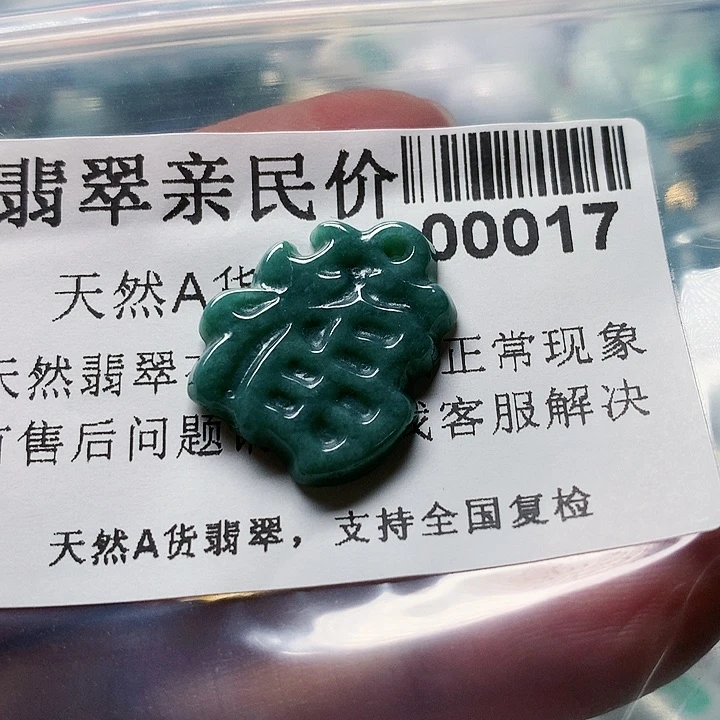 翡翠亲民价
00017
天然A货
天然翡翠 正常现象
有售后问题 找客服解决
天然A货翡翠，支持全国复检